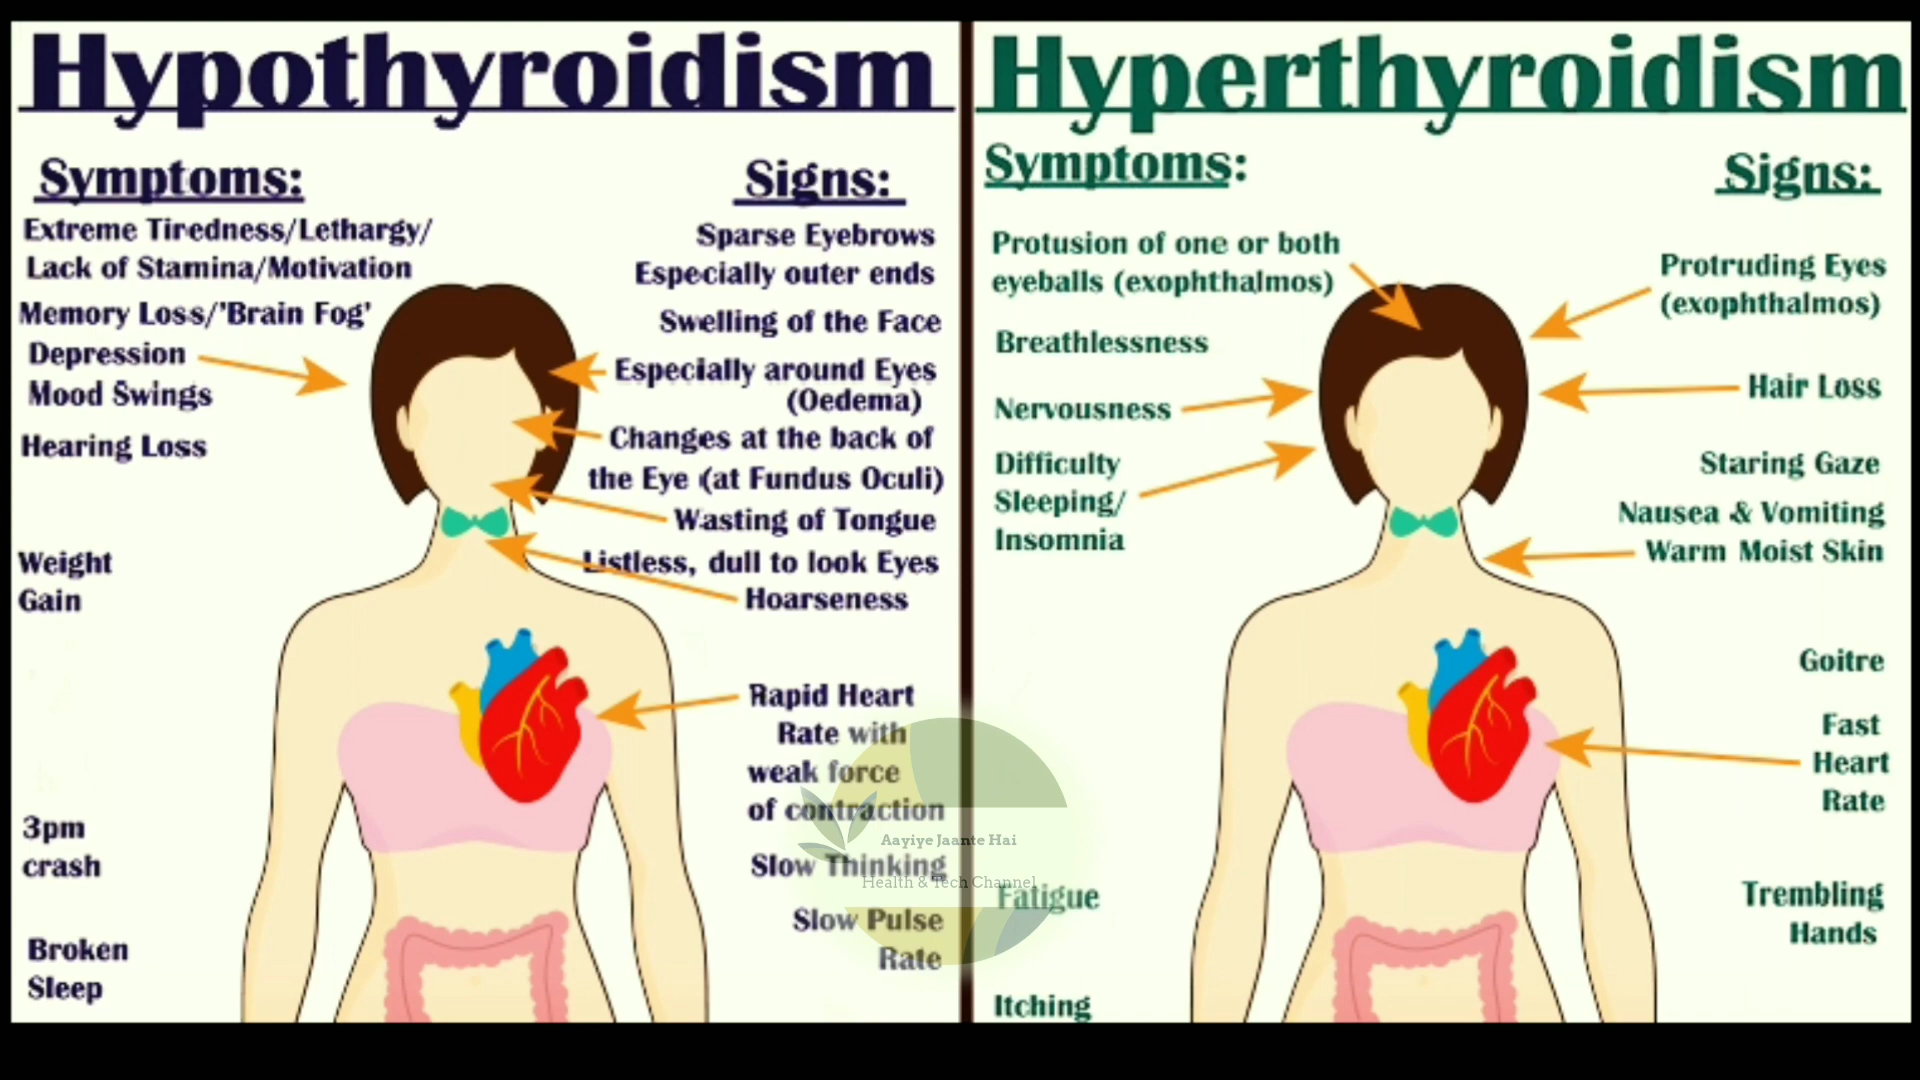 Hypothyroidism
Symptoms:
Extreme Tiredness/Lethargy/
Lack of Stamina/Motivation
Memory Loss/'Brain Fog'
Depression
Mood Swings
Hearing Loss
Weight
Gain
3pm
crash
Broken
Sleep
Signs:
Sparse Eyebrows
Especially outer ends
Swelling of the Face
Especially around Eyes
(Oedema)
Changes at the back of
the Eye (at Fundus Oculi)
Wasting of Tongue
Listless, dull to look Eyes
Hoarseness
Rapid Heart
Rate with
weak force
of contraction
Slow Thinking
Slow Pulse
Rate
Aayiye Jaante Hai
Health & Tech Channel
Hyperthyroidism
Symptoms:
Protusion of one or both
eyeballs (exophthalmos)
Breathlessness
Nervousness
Difficulty
Sleeping/
Insomnia
Fatigue
Itching
Signs:
Protruding Eyes
(exophthalmos)
Hair Loss
Staring Gaze
Nausea & Vomiting
Warm Moist Skin
Goitre
Fast
Heart
Rate
Trembling
Hands